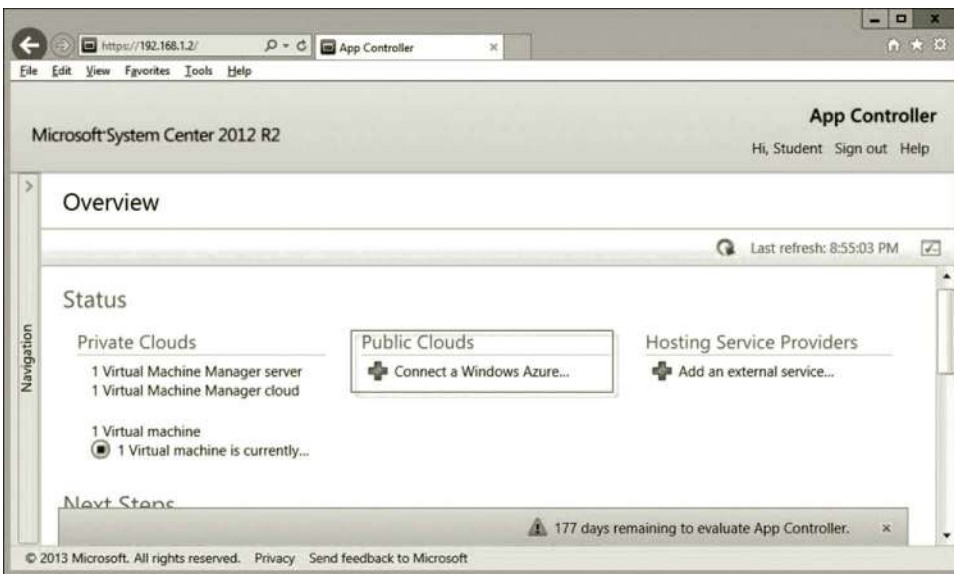 https://192.168.1.2/
App Controller
File Edit View Favorites Tools Help
Microsoft System Center 2012 R2
App Controller
Hi, Student Sign out Help
Overview
Last refresh: 8:55:03 PM
Navigation
Status
Private Clouds
1 Virtual Machine Manager server
1 Virtual Machine Manager cloud
1 Virtual machine
1 Virtual machine is currently...
Public Clouds
Connect a Windows Azure...
Hosting Service Providers
Add an external service...
Next Steps
177 days remaining to evaluate App Controller.
© 2013 Microsoft. All rights reserved. Privacy Send feedback to Microsoft